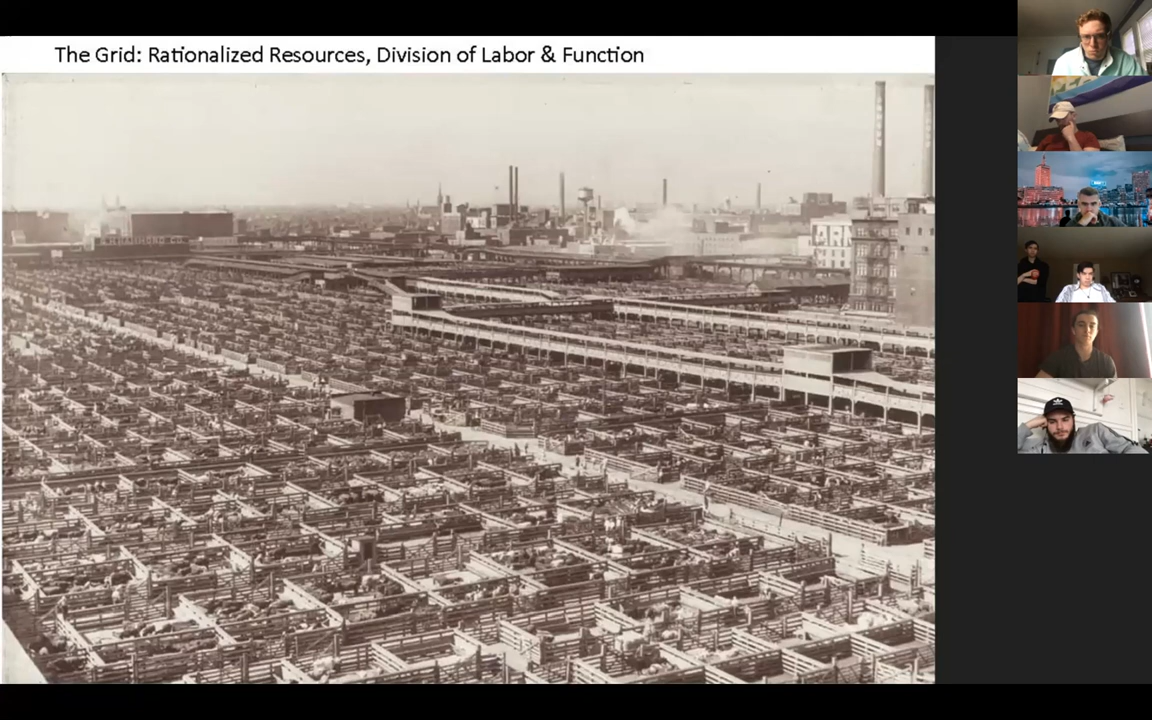 The Grid: Rationalized Resources, Division of Labor & Function